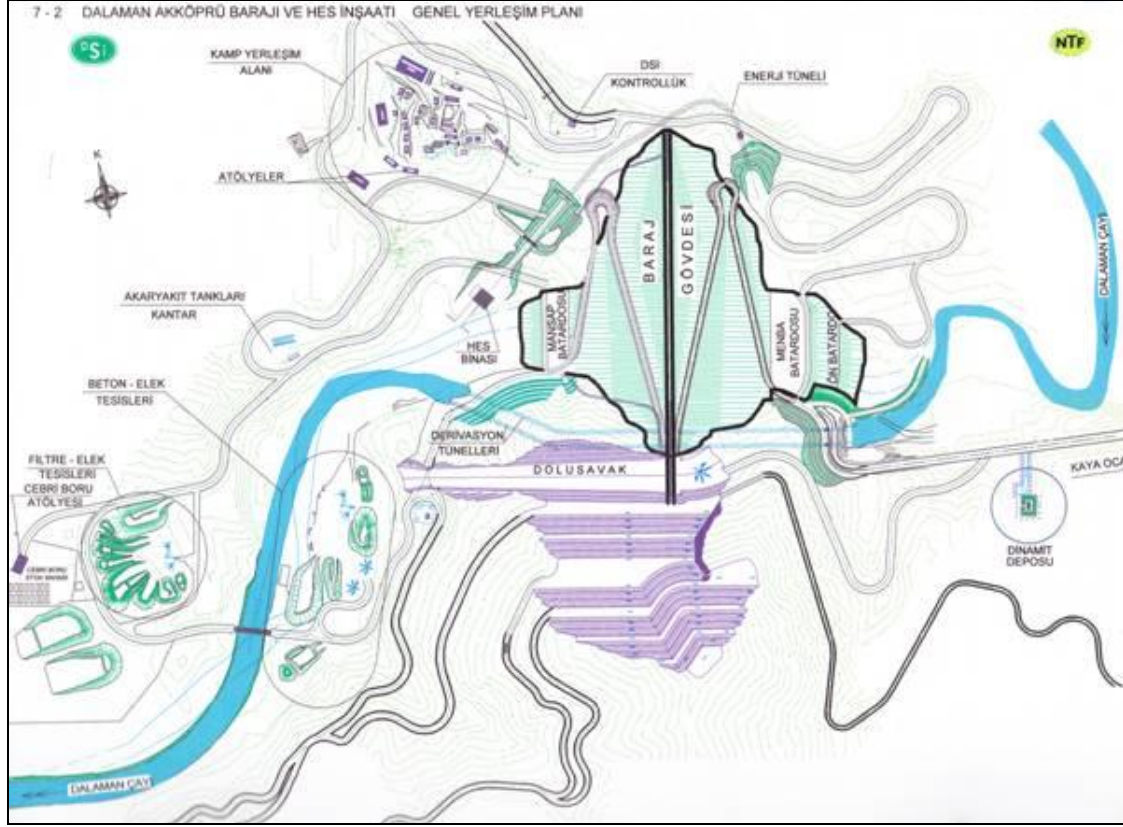 7 - 2 DALAMAN AKKÖPRÜ BARAJI VE HES İNŞAATI GENEL YERLEŞİM PLANI
DSİ
NTF
KAMP YERLEŞİM
ALANI
DSİ
KONTROLLÜK
ENERJİ TÜNELİ
K
ATÖLYELER
BARAJ
GÖVDESİ
DALAMAN ÇAYI
AKARYAKIT TANKLARI
KANTAR
HES
BİNASI
MANSAP
BATARDOSU
MENBA
BATARDOSU
ÖN BATARDO
BETON - ELEK
TESİSLERİ
DERİVASYON
TÜNELLERİ
DOLUSAVAK
FİLTRE - ELEK
TESİSLERİ
CEBRİ BORU
ATÖLYESİ
KAYA OCA
DİNAMİT
DEPOSU
CEBRİ BORU
DALAMAN ÇAYI